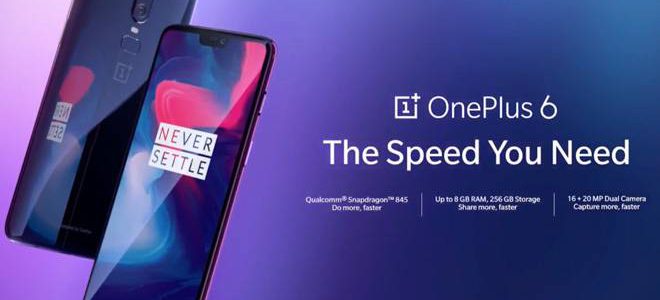 NEVER
SETTLE
OnePlus 6
The Speed You Need
Qualcomm® Snapdragon™ 845
Do more, faster
Up to 8 GB RAM, 256 GB Storage
Share more, faster
16 + 20 MP Dual Camera
Capture more, faster